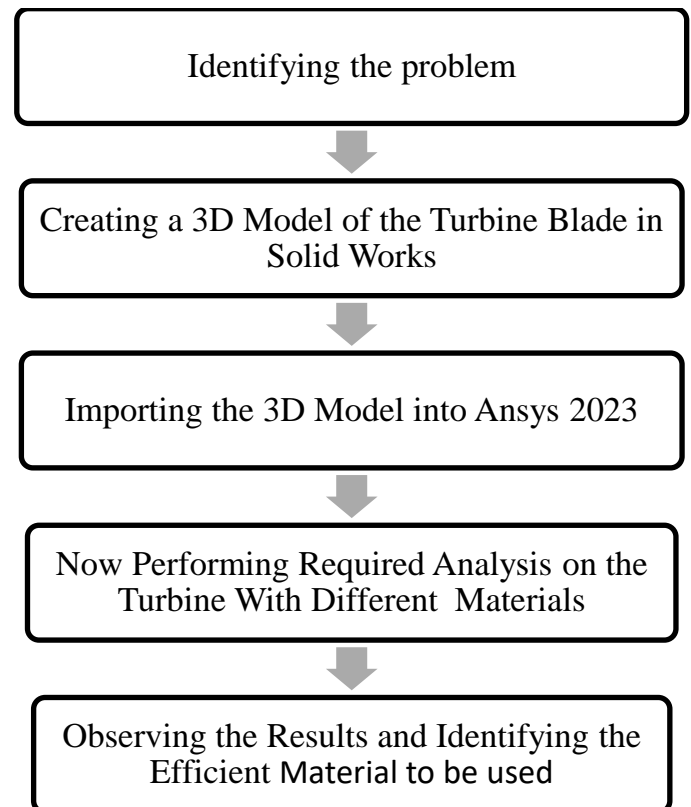 Identifying the problem
Creating a 3D Model of the Turbine Blade in
Solid Works
Importing the 3D Model into Ansys 2023
Now Performing Required Analysis on the
Turbine With Different Materials
Observing the Results and Identifying the
Efficient Material to be used